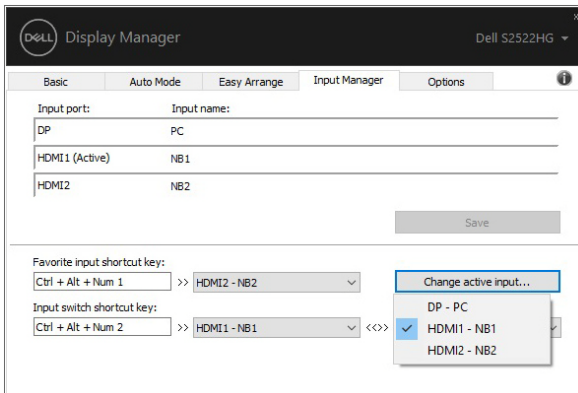 DELL Display Manager
Dell S2522HG
Basic Auto Mode Easy Arrange Input Manager Options
Input port: Input name:
DP PC
HDMI1 (Active) NB1
HDMI2 NB2
Save
Favorite input shortcut key:
Ctrl + Alt + Num 1 >> HDMI2 - NB2 Change active input...
Input switch shortcut key:
Ctrl + Alt + Num 2 >> HDMI1 - NB1 <<>>
DP - PC
HDMI1 - NB1
HDMI2 - NB2